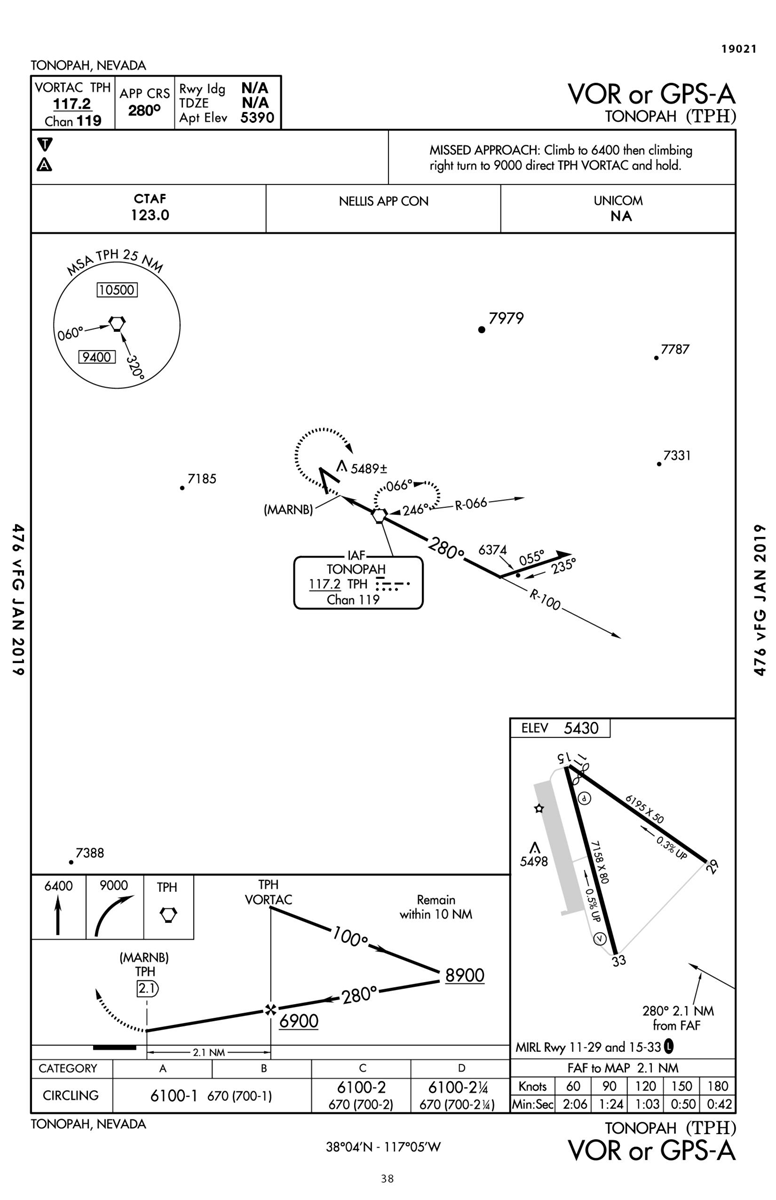 19021
TONOPAH, NEVADA
VORTAC TPH
117.2
Chan 119
APP CRS
280°
Rwy Idg N/A
TDZE N/A
Apt Elev 5390
VOR or GPS-A
TONOPAH (TPH)
T
A
MISSED APPROACH: Climb to 6400 then climbing
right turn to 9000 direct TPH VORTAC and hold.
CTAF
123.0
NELLIS APP CON
UNICOM
NA
MSA TPH 25 NM
10500
060°
9400
320°
7979
7787
7331
7185
5489±
(MARNB)
066°
246°
R-066
280°
6374
055°
235°
R-100
IAF
TONOPAH
117.2 TPH
Chan 119
476 vFG JAN 2019
476 vFG JAN 2019
7388
ELEV 5430
15
11
P
6195 X 50
0.3% UP
29
5498
7158 X 80
0.5% UP
V
33
280° 2.1 NM
from FAF
MIRL Rwy 11-29 and 15-33 L
6400
9000
TPH
TPH
VORTAC
Remain
within 10 NM
100°
8900
280°
6900
(MARNB)
TPH
2.1
2.1 NM
CATEGORY A B C D
CIRCLING 6100-1 670 (700-1) 6100-2 670 (700-2) 6100-2¼ 670 (700-2¼)
FAF to MAP 2.1 NM
Knots 60 90 120 150 180
Min:Sec 2:06 1:24 1:03 0:50 0:42
TONOPAH, NEVADA
38°04´N - 117°05´W
TONOPAH (TPH)
VOR or GPS-A
38